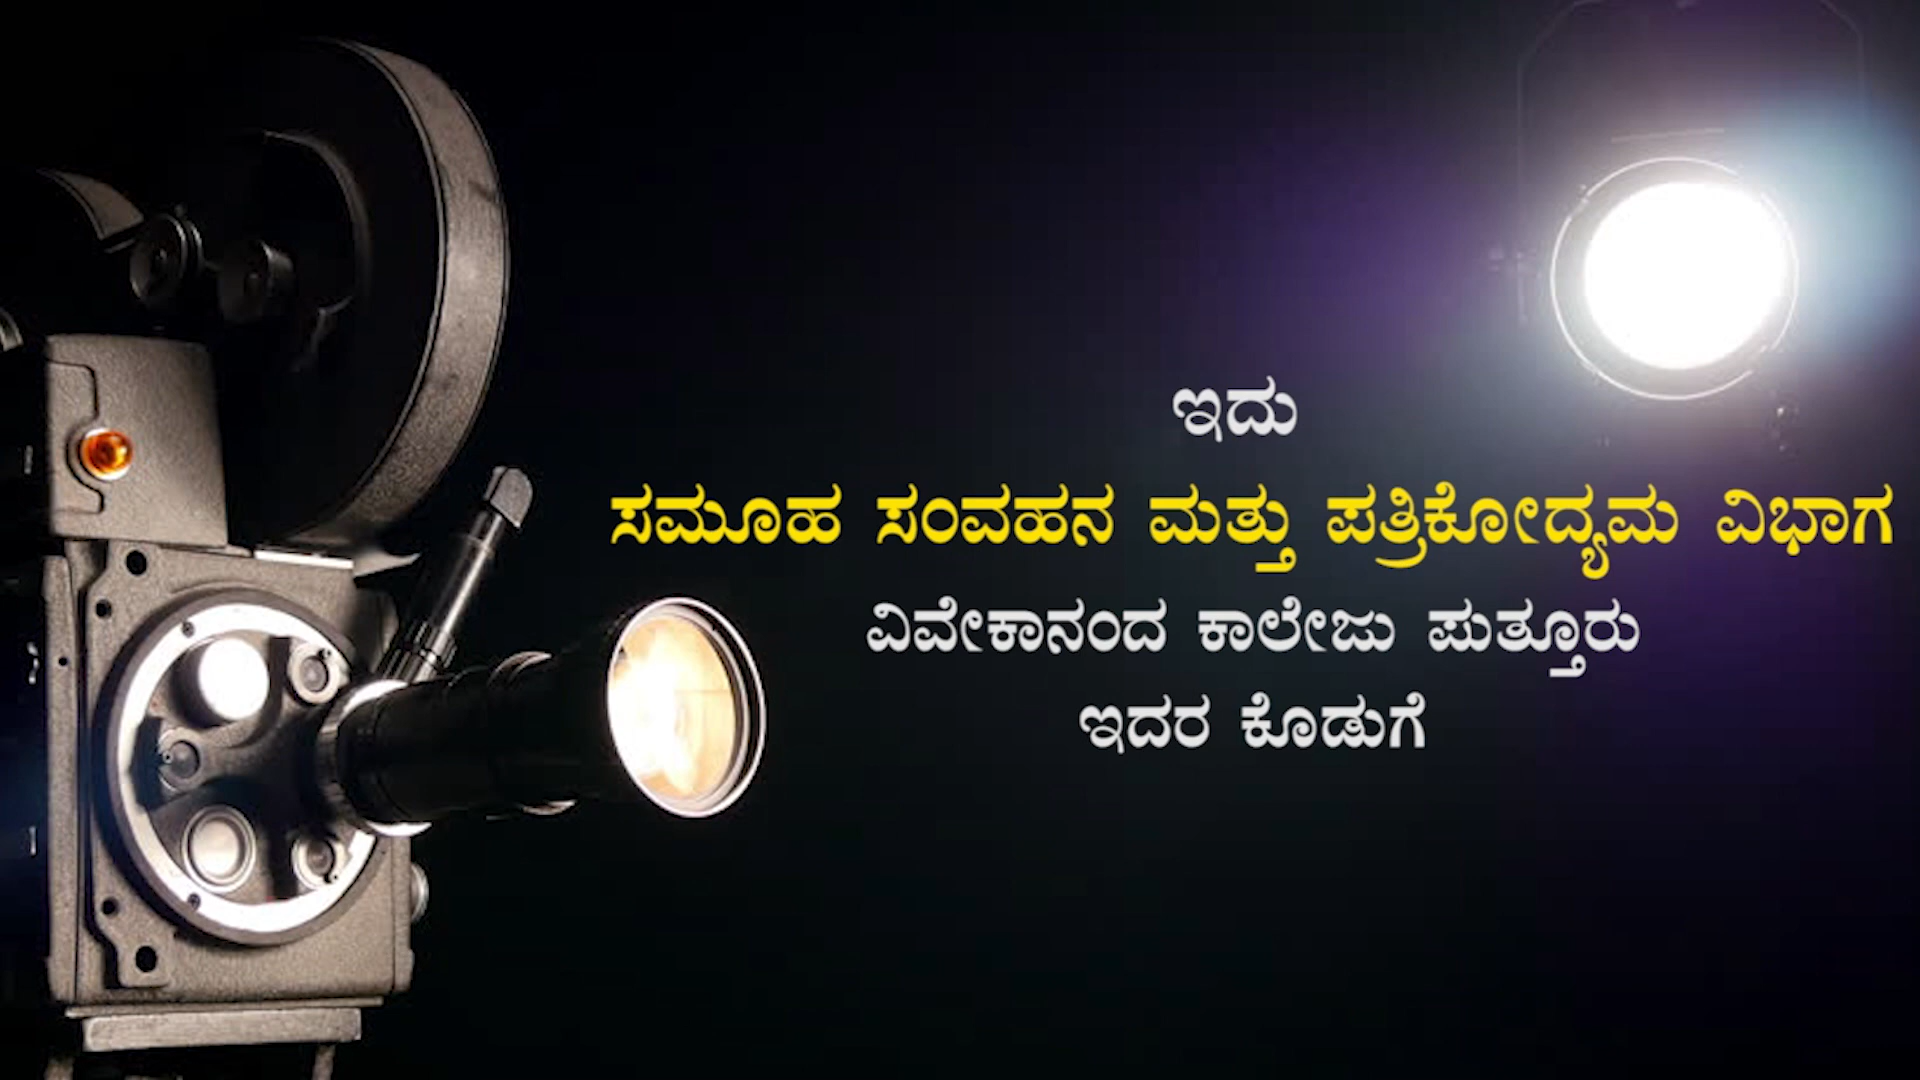 ಇದು
ಸಮೂಹ ಸಂವಹನ ಮತ್ತು ಪತ್ರಿಕೋದ್ಯಮ ವಿಭಾಗ
ವಿವೇಕಾನಂದ ಕಾಲೇಜು ಪುತ್ತೂರು
ಇದರ ಕೊಡುಗೆ